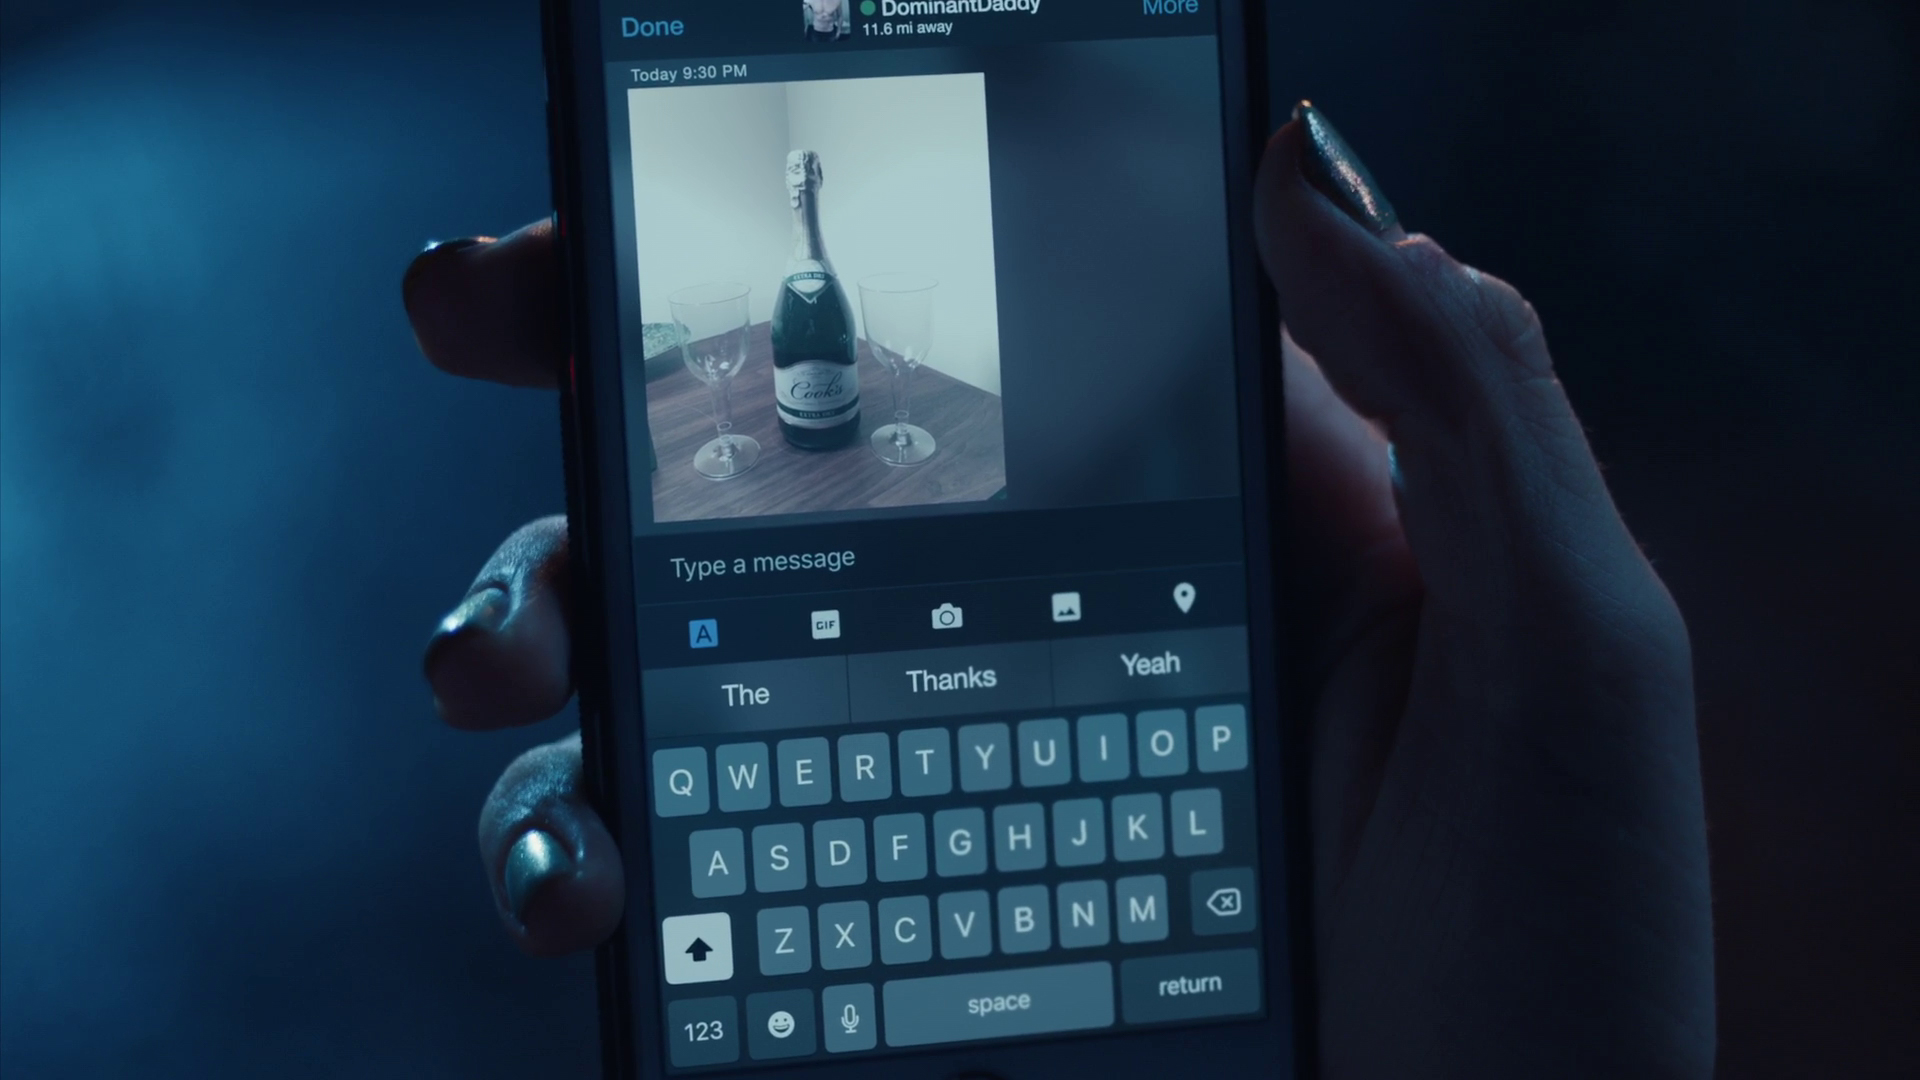 Done
DominantDaddy
More
11.6 mi away
Today 9:30 PM
EXTRA DRY
Cook's
EXTRA DRY
Type a message
A
GIF
The
Thanks
Yeah
Q W E R T Y U I O P
A S D F G H J K L
Z X C V B N M
123
space
return